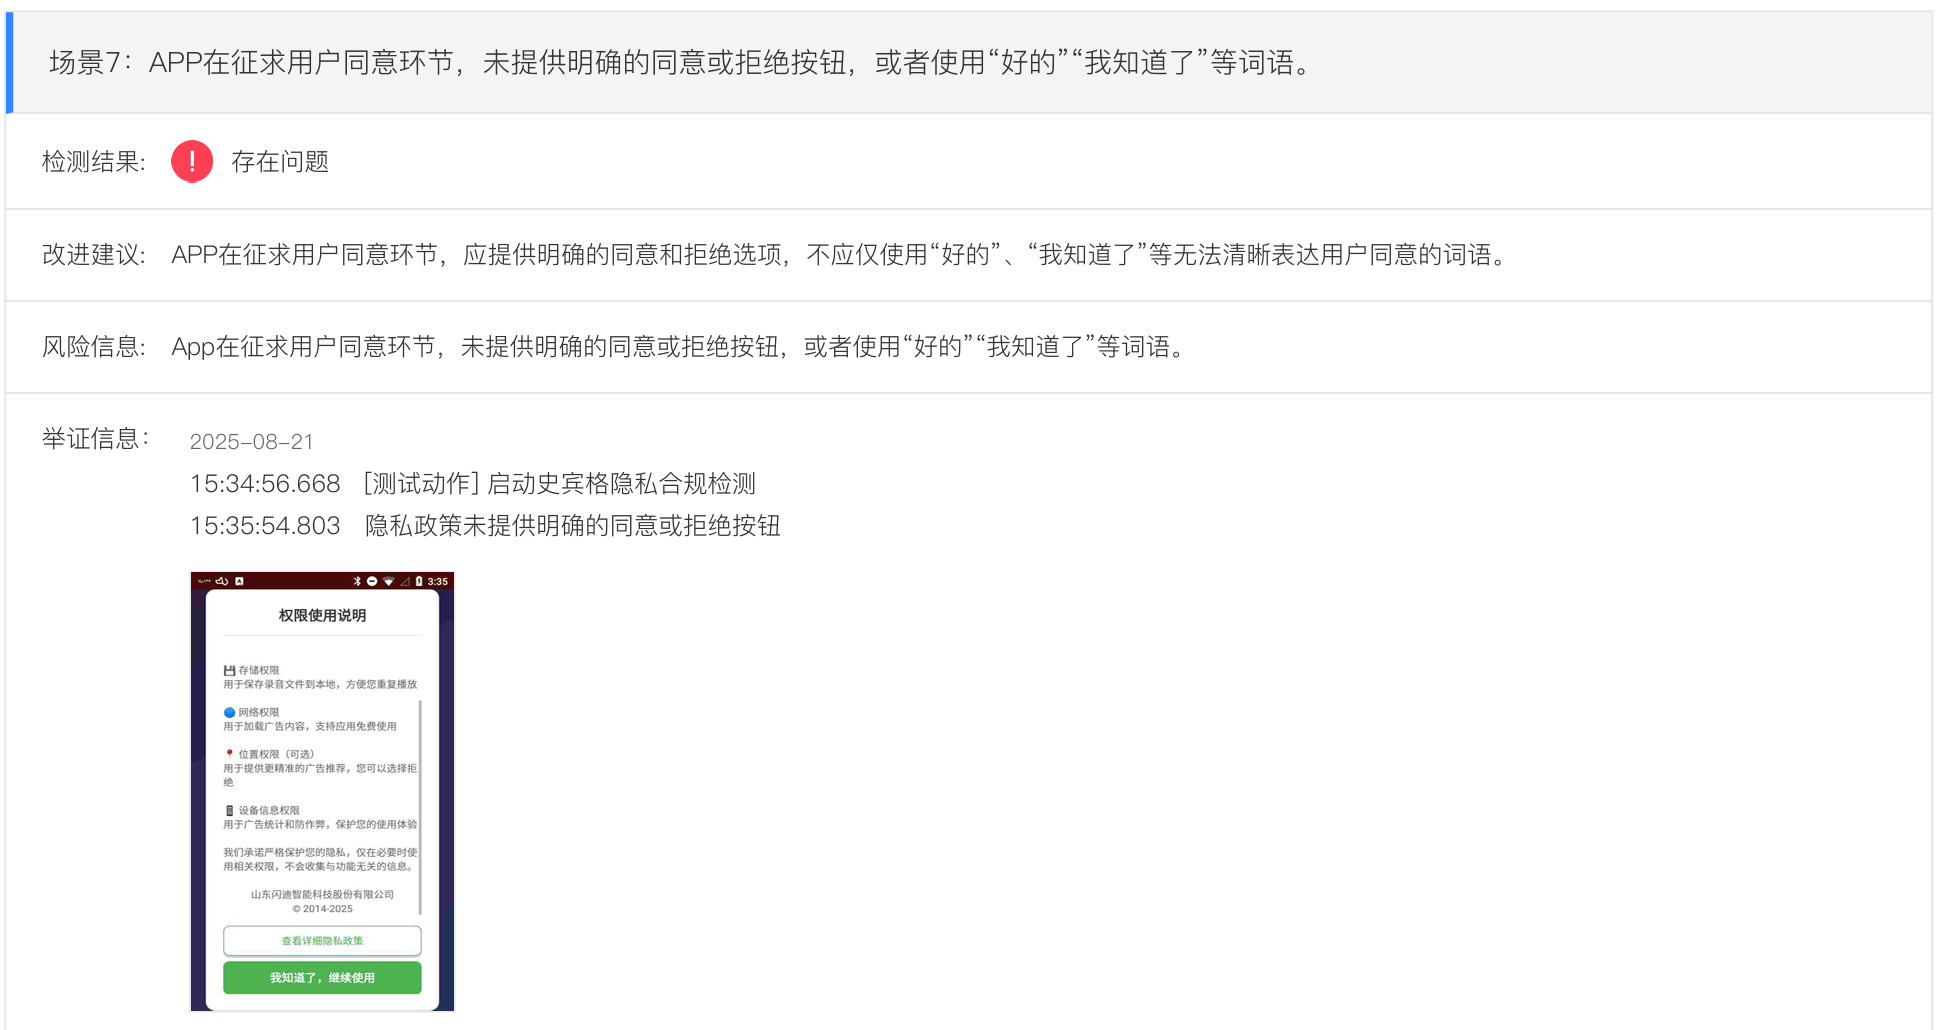 场景7：APP在征求用户同意环节，未提供明确的同意或拒绝按钮，或者使用“好的”“我知道了”等词语。
检测结果: 存在问题
改进建议: APP在征求用户同意环节，应提供明确的同意和拒绝选项，不应仅使用“好的”、“我知道了”等无法清晰表达用户同意的词语。
风险信息: App在征求用户同意环节，未提供明确的同意或拒绝按钮，或者使用“好的”“我知道了”等词语。
举证信息： 2025-08-21
15:34:56.668 [测试动作] 启动史宾格隐私合规检测
15:35:54.803 隐私政策未提供明确的同意或拒绝按钮
3:35
权限使用说明
存储权限
用于保存录音文件到本地，方便您重复播放
网络权限
用于加载广告内容，支持应用免费使用
位置权限（可选）
用于提供更精准的广告推荐，您可以选择拒
绝
设备信息权限
用于广告统计和防作弊，保护您的使用体验
我们承诺严格保护您的隐私，仅在必要时使
用相关权限，不会收集与功能无关的信息。
山东闪迪智能科技股份有限公司
© 2014-2025
查看详细隐私政策
我知道了，继续使用